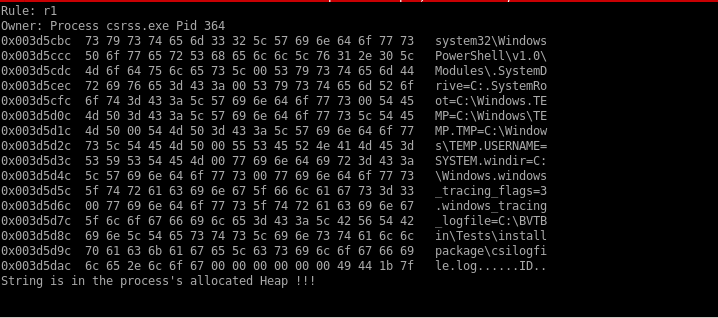 Rule: r1
Owner: Process csrss.exe Pid 364
0x003d5cbc  73 79 73 74 65 6d 33 32 5c 57 69 6e 64 6f 77 73   system32\Windows
0x003d5ccc  50 6f 77 65 72 53 68 65 6c 6c 5c 76 31 2e 30 5c   PowerShell\v1.0\
0x003d5cdc  4d 6f 64 75 6c 65 73 5c 00 53 79 73 74 65 6d 44   Modules\.SystemD
0x003d5cec  72 69 76 65 3d 43 3a 00 53 79 73 74 65 6d 52 6f   rive=C:.SystemRo
0x003d5cfc  6f 74 3d 43 3a 5c 57 69 6e 64 6f 77 73 00 54 45   ot=C:\Windows.TE
0x003d5d0c  4d 50 3d 43 3a 5c 57 69 6e 64 6f 77 73 5c 54 45   MP=C:\Windows\TE
0x003d5d1c  4d 50 00 54 4d 50 3d 43 3a 5c 57 69 6e 64 6f 77   MP.TMP=C:\Window
0x003d5d2c  73 5c 54 45 4d 50 00 55 53 45 52 4e 41 4d 45 3d   s\TEMP.USERNAME=
0x003d5d3c  53 59 53 54 45 4d 00 77 69 6e 64 69 72 3d 43 3a   SYSTEM.windir=C:
0x003d5d4c  5c 57 69 6e 64 6f 77 73 00 77 69 6e 64 6f 77 73   \Windows.windows
0x003d5d5c  5f 74 72 61 63 69 6e 67 5f 66 6c 61 67 73 3d 33   _tracing_flags=3
0x003d5d6c  00 77 69 6e 64 6f 77 73 5f 74 72 61 63 69 6e 67   .windows_tracing
0x003d5d7c  5f 6c 6f 67 66 69 6c 65 3d 43 3a 5c 42 56 54 42   _logfile=C:\BVTB
0x003d5d8c  69 6e 5c 54 65 73 74 73 5c 69 6e 73 74 61 6c 6c   in\Tests\install
0x003d5d9c  70 61 63 6b 61 67 65 5c 63 73 69 6c 6f 67 66 69   package\csilogfi
0x003d5dac  6c 65 2e 6c 6f 67 00 00 00 00 00 00 49 44 1b 7f   le.log......ID..
String is in the process's allocated Heap !!!